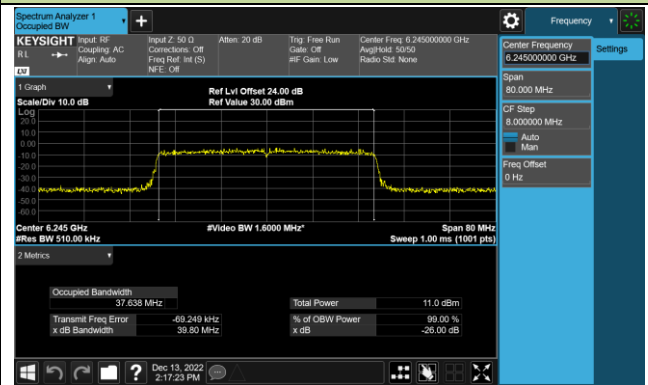 Spectrum Analyzer 1
Occupied BW
Frequency
KEYSIGHT
RL
LXI
Input: RF
Coupling: AC
Align: Auto
Input Z: 50 Ω
Corrections: Off
Freq Ref: Int (S)
NFE: Off
Atten: 20 dB
Trig: Free Run
Gate: Off
#IF Gain: Low
Center Freq: 6.245000000 GHz
Avg|Hold: 50/50
Radio Std: None
Center Frequency
6.245000000 GHz
Settings
Span
80.000 MHz
CF Step
8.000000 MHz
Auto
Man
Freq Offset
0 Hz
1 Graph
Scale/Div 10.0 dB
Ref Lvl Offset 24.00 dB
Ref Value 30.00 dBm
Log
20.0
10.0
0.00
-10.0
-20.0
-30.0
-40.0
-50.0
-60.0
Center 6.245 GHz
#Res BW 510.00 kHz
#Video BW 1.6000 MHz*
Span 80 MHz
Sweep 1.00 ms (1001 pts)
2 Metrics
Occupied Bandwidth
37.638 MHz
Transmit Freq Error -69.249 kHz
x dB Bandwidth 39.80 MHz
Total Power 11.0 dBm
% of OBW Power 99.00 %
x dB -26.00 dB
?
Dec 13, 2022
2:17:23 PM